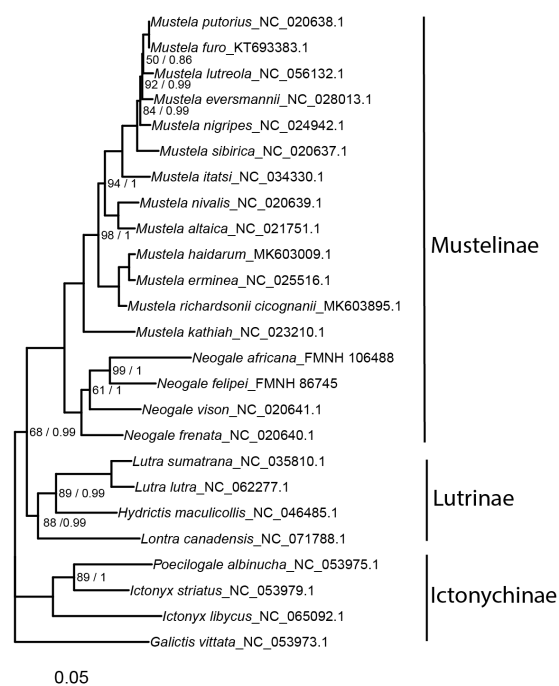 Mustela putorius_NC_020638.1
Mustela furo_KT693383.1
50 / 0.86
Mustela lutreola_NC_056132.1
92 / 0.99
Mustela eversmannii_NC_028013.1
84 / 0.99
Mustela nigripes_NC_024942.1
Mustela sibirica_NC_020637.1
Mustela itatsi_NC_034330.1
94 / 1
Mustela nivalis_NC_020639.1
Mustela altaica_NC_021751.1
98 / 1
Mustelinae
Mustela haidarum_MK603009.1
Mustela erminea_NC_025516.1
Mustela richardsonii cicognanii_MK603895.1
Mustela kathiah_NC_023210.1
Neogale africana_FMNH 106488
99 / 1
Neogale felipei_FMNH 86745
61 / 1
Neogale vison_NC_020641.1
Neogale frenata_NC_020640.1
68 / 0.99
Lutra sumatrana_NC_035810.1
Lutra lutra_NC_062277.1
89 / 0.99
Lutrinae
Hydrictis maculicollis_NC_046485.1
88 /0.99
Lontra canadensis_NC_071788.1
Poecilogale albinucha_NC_053975.1
89 / 1
Ictonyx striatus_NC_053979.1
Ictonychinae
Ictonyx libycus_NC_065092.1
Galictis vittata_NC_053973.1
0.05